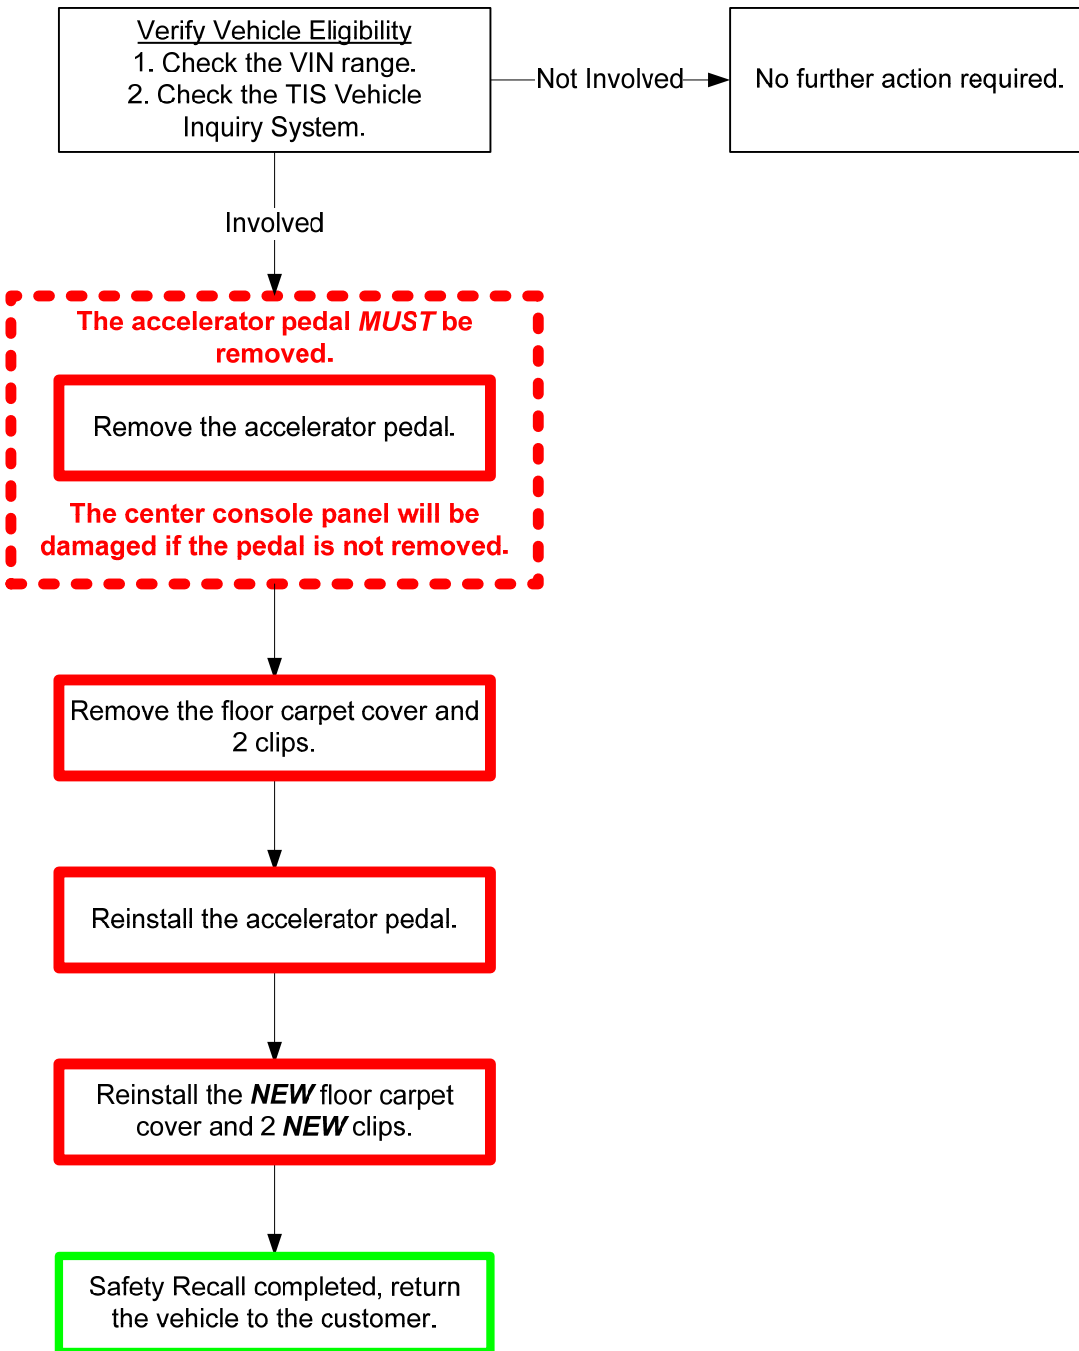 Verify Vehicle Eligibility
1. Check the VIN range.
2. Check the TIS Vehicle
Inquiry System.
Not Involved
No further action required.
Involved
The accelerator pedal MUST be
removed.
Remove the accelerator pedal.
The center console panel will be
damaged if the pedal is not removed.
Remove the floor carpet cover and
2 clips.
Reinstall the accelerator pedal.
Reinstall the NEW floor carpet
cover and 2 NEW clips.
Safety Recall completed, return
the vehicle to the customer.